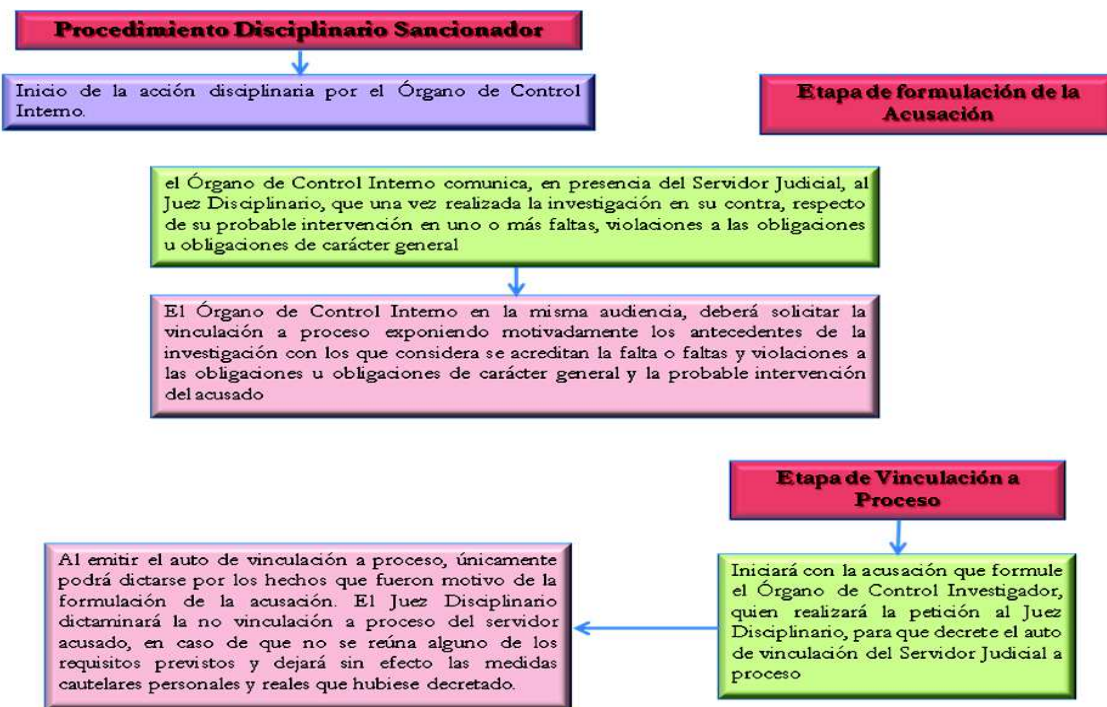 Procedimiento Disciplinario Sancionador
Inicio de la acción disciplinaria por el Órgano de Control
Interno.
Etapa de formulación de la
Acusación
el Órgano de Control Interno comunica, en presencia del Servidor Judicial, al
Juez Disciplinario, que una vez realizada la investigación en su contra, respecto
de su probable intervención en uno o más faltas, violaciones a las obligaciones
u obligaciones de carácter general
El Órgano de Control Interno en la misma audiencia, deberá solicitar la
vinculación a proceso exponiendo motivadamente los antecedentes de la
investigación con los que considera se acreditan la falta o faltas y violaciones a
las obligaciones u obligaciones de carácter general y la probable intervención
del acusado
Etapa de Vinculación a
Proceso
Iniciará con la acusación que formule
el Órgano de Control Investigador,
quien realizará la petición al Juez
Disciplinario, para que decrete el auto
de vinculación del Servidor Judicial a
proceso
Al emitir el auto de vinculación a proceso, únicamente
podrá dictarse por los hechos que fueron motivo de la
formulación de la acusación. El Juez Disciplinario
dictaminará la no vinculación a proceso del servidor
acusado, en caso de que no se reúna alguno de los
requisitos previstos y dejará sin efecto las medidas
cautelares personales y reales que hubiese decretado.